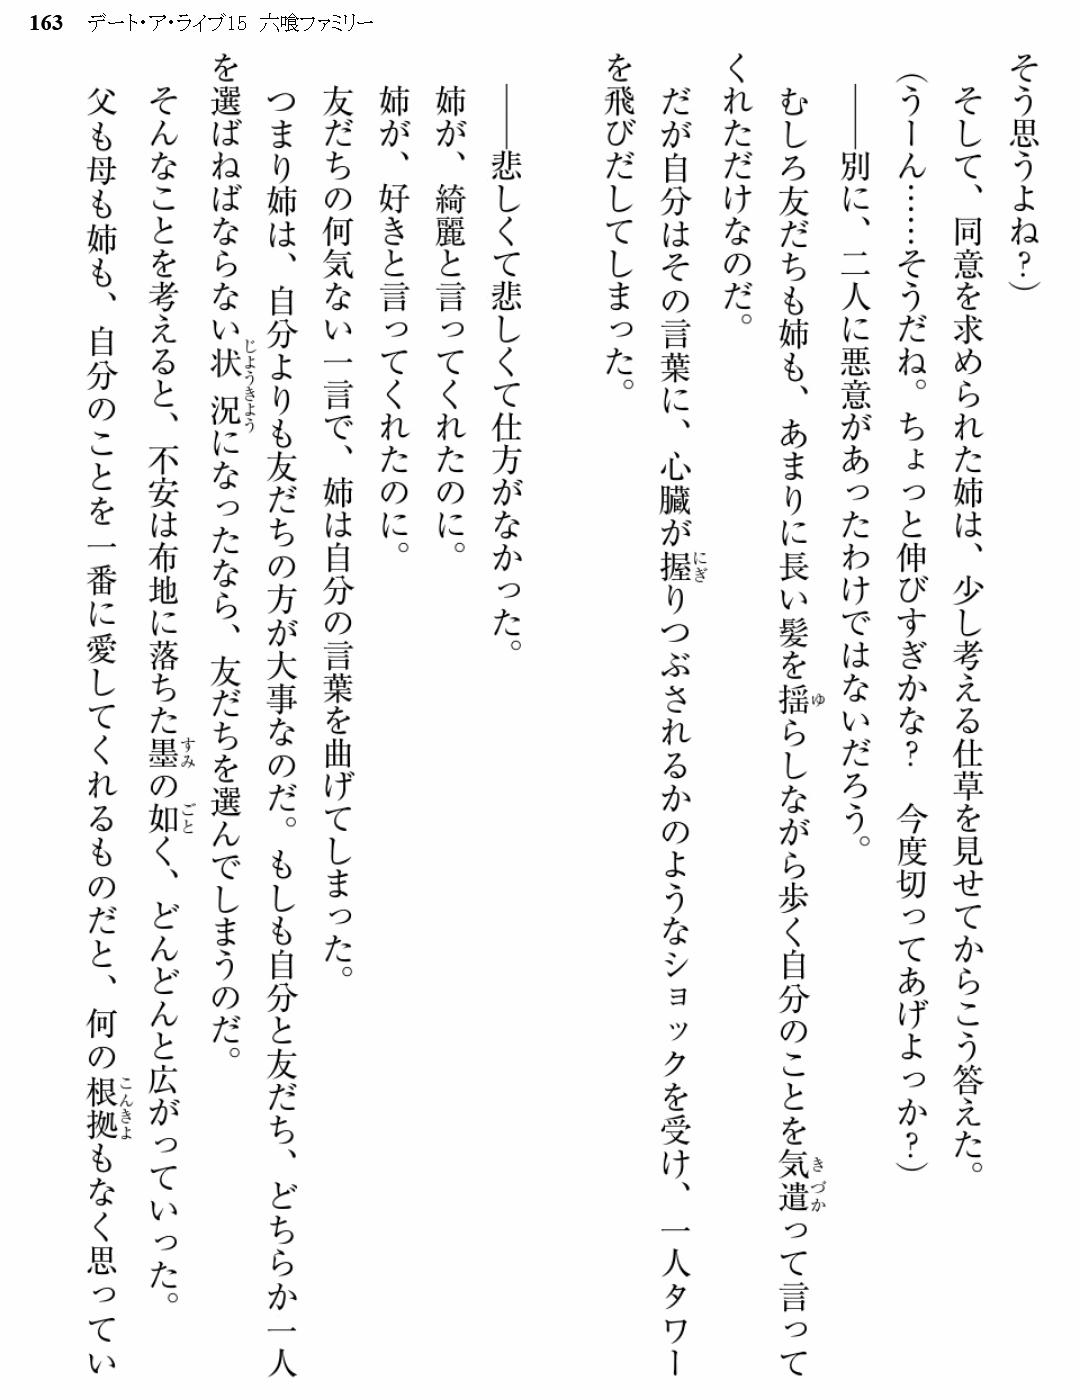 163 デート・ア・ライブ15 六喰ファミリー
そう思うよね?)
そして、同意を求められた姉は、少し考える仕草を見せてからこう答えた。
(うーん……そうだね。ちょっと伸びすぎかな? 今度切ってあげよっか?)
――別に、二人に悪意があったわけではないだろう。
むしろ友だちも姉も、あまりに長い髪を揺らしながら歩く自分のことを気遣って言って
くれただけなのだ。
だが自分はその言葉に、心臓が握りつぶされるかのようなショックを受け、一人タワー
を飛びだしてしまった。
――悲しくて悲しくて仕方がなかった。
姉が、綺麗と言ってくれたのに。
姉が、好きと言ってくれたのに。
友だちの何気ない一言で、姉は自分の言葉を曲げてしまった。
つまり姉は、自分よりも友だちの方が大事なのだ。もしも自分と友だち、どちらか一人
を選ばねばならない状況になったなら、友だちを選んでしまうのだ。
そんなことを考えると、不安は布地に落ちた墨の如く、どんどんと広がっていった。
父も母も姉も、自分のことを一番に愛してくれるものだと、何の根拠もなく思ってい